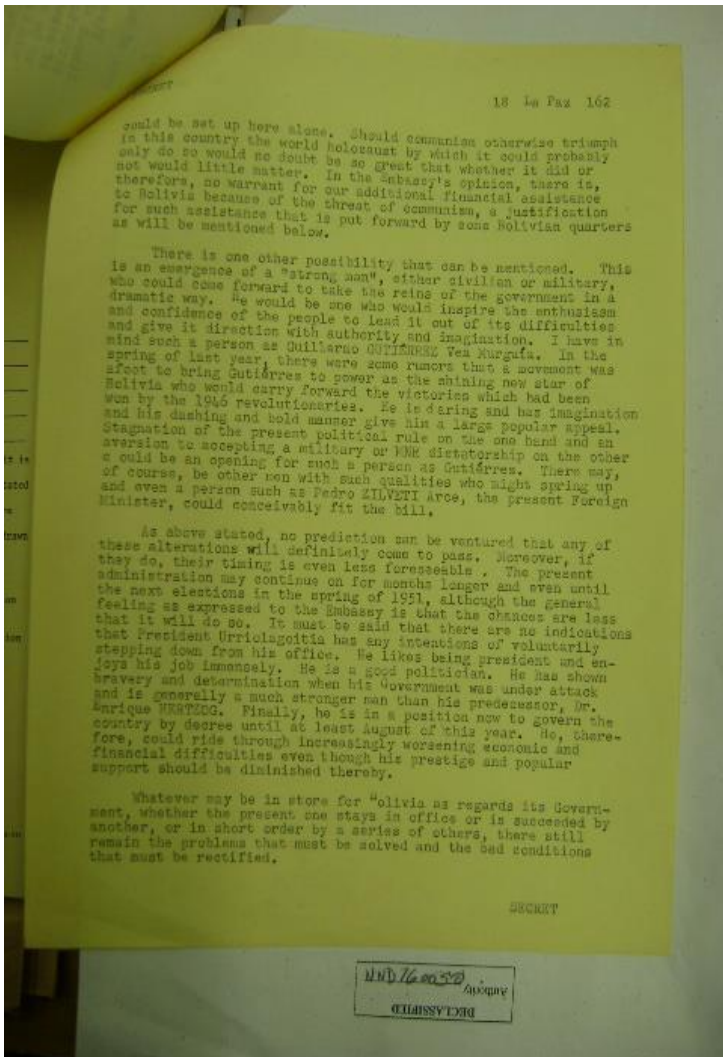 SECRET
18 La Paz 162
could be set up here alone. Should communism otherwise triumph
in this country the world holocaust by which it could probably
only do so would no doubt be so great that whether it did or
not would little matter. In the Embassy's opinion, there is,
therefore, no warrant for our additional financial assistance
to Bolivia because of the threat of communism, a justification
for such assistance that is put forward by some Bolivian quarters
as will be mentioned below.
There is one other possibility that can be mentioned. This
is an emergence of a "strong man", either civilian or military,
who could come forward to take the reins of the government in a
dramatic way. He would be one who would inspire the enthusiasm
and confidence of the people to lead it out of its difficulties
and give it direction with authority and imagination. I have in
mind such a person as Guillermo GUTIERREZ Vea Murguia. In the
spring of last year, there were some rumors that a movement was
afoot to bring Gutiérres to power as the shining new star of
Bolivia who would carry forward the victories which had been
won by the 1946 revolutionaries. He is daring and has imagination
and his dashing and bold manner give him a large popular appeal.
Stagnation of the present political rule on the one hand and an
aversion to accepting a military or MNR dictatorship on the other
c ould be an opening for such a person as Gutiérres. There may,
of course, be other men with such qualities who might spring up
and even a person such as Pedro ZILVETI Arce, the present Foreign
Minister, could conceivably fit the bill.
As above stated, no prediction can be ventured that any of
these alterations will definitely come to pass. Moreover, if
they do, their timing is even less foreseeable . The present
administration may continue on for months longer and even until
the next elections in the spring of 1951, although the general
feeling as expressed to the Embassy is that the chances are less
that it will do so. It must be said that there are no indications
that President Urriolagoitia has any intentions of voluntarily
stepping down from his office. He likes being president and en-
joys his job immensely. He is a good politician. He has shown
bravery and determination when his Government was under attack
and is generally a much stronger man than his predecessor, Dr.
Enrique HERTZOG. Finally, he is in a position now to govern the
country by decree until at least August of this year. He, there-
fore, could ride through increasingly worsening economic and
financial difficulties even though his prestige and popular
support should be diminished thereby.
Whatever may be in store for "olivia as regards its Govern-
ment, whether the present one stays in office or is succeeded by
another, or in short order by a series of others, there still
remain the problems that must be solved and the bad conditions
that must be rectified.
SECRET
NND 760050
Authority
DECLASSIFIED